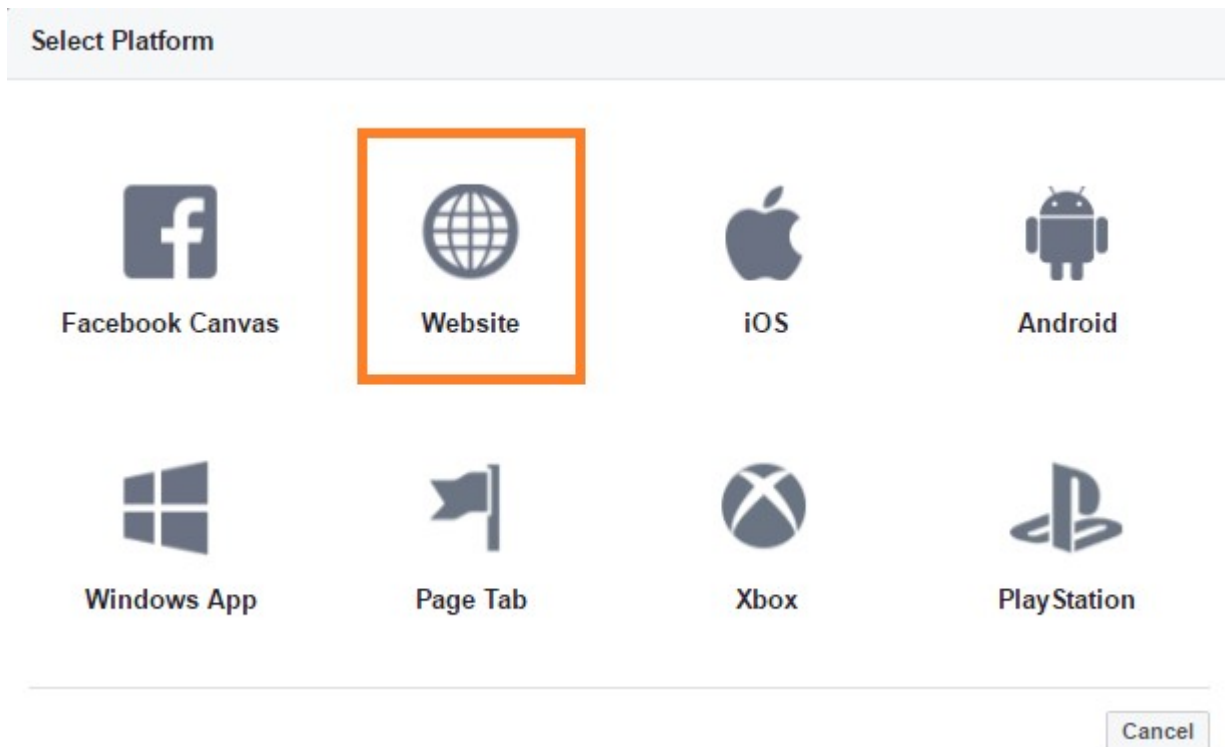 Select Platform
Facebook Canvas
Website
iOS
Android
Windows App
Page Tab
Xbox
PlayStation
Cancel